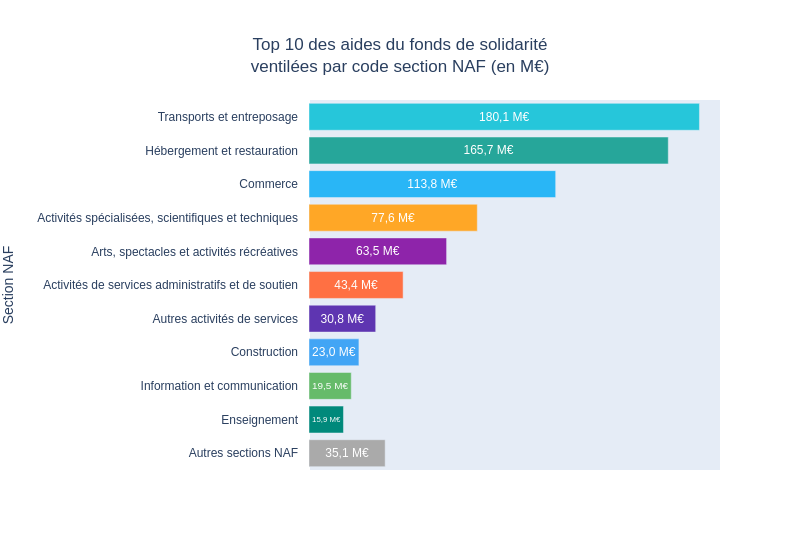 Top 10 des aides du fonds de solidarité
ventilées par code section NAF (en M€)
Section NAF
Transports et entreposage 180,1 M€
Hébergement et restauration 165,7 M€
Commerce 113,8 M€
Activités spécialisées, scientifiques et techniques 77,6 M€
Arts, spectacles et activités récréatives 63,5 M€
Activités de services administratifs et de soutien 43,4 M€
Autres activités de services 30,8 M€
Construction 23,0 M€
Information et communication 19,5 M€
Enseignement 15,9 M€
Autres sections NAF 35,1 M€